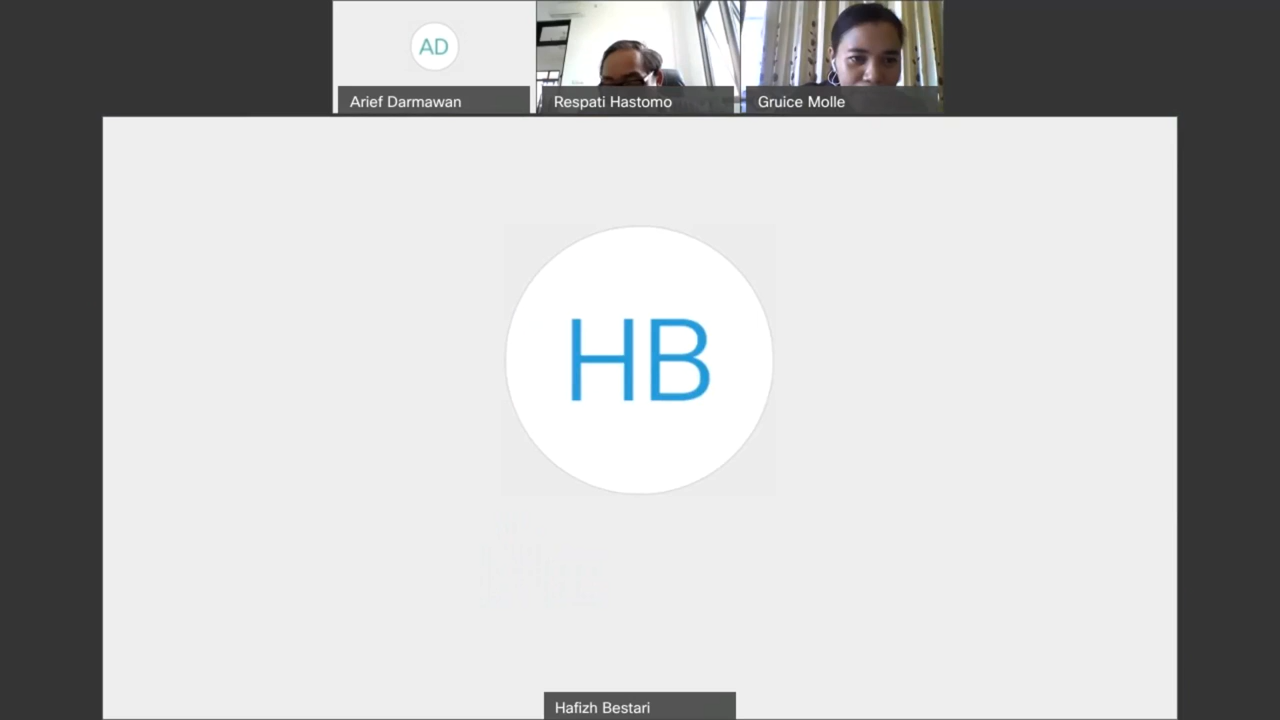 AD
Arief Darmawan
Respati Hastomo
Gruice Molle
HB
Hafizh Bestari